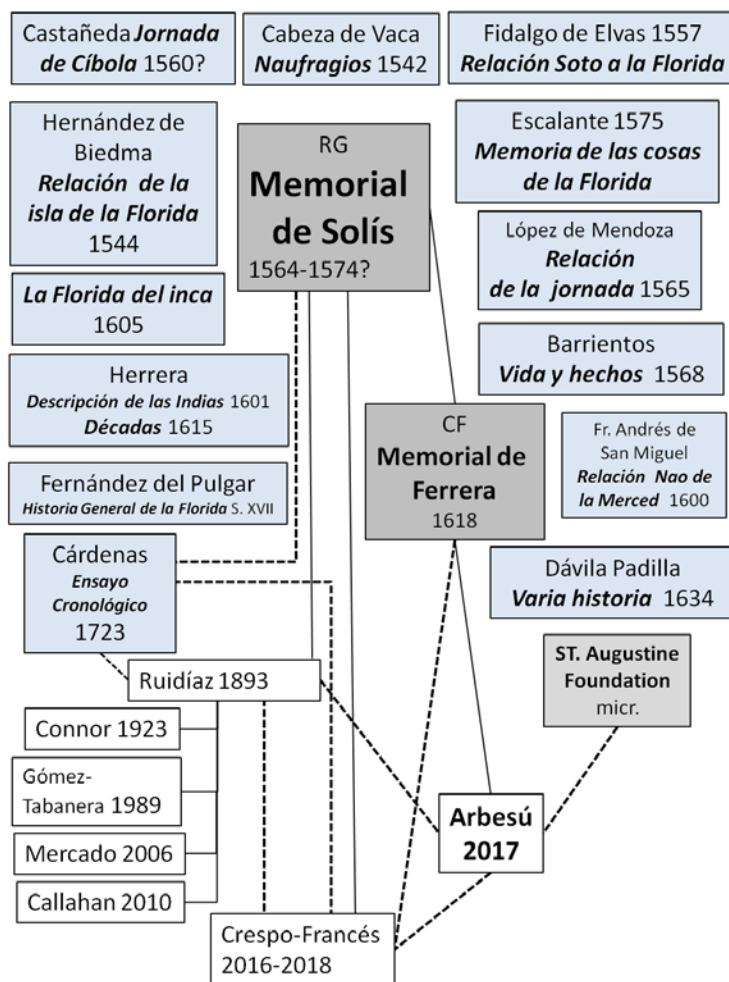 Castañeda Jornada
de Cíbola 1560?
Cabeza de Vaca
Naufragios 1542
Fidalgo de Elvas 1557
Relación Soto a la Florida
Hernández de
Biedma
Relación de la
isla de la Florida
1544
RG
Memorial
de Solís
1564-1574?
Escalante 1575
Memoria de las cosas
de la Florida
López de Mendoza
Relación
de la jornada 1565
La Florida del inca
1605
Barrientos
Vida y hechos 1568
Herrera
Descripción de las Indias 1601
Décadas 1615
CF
Memorial de
Ferrera
1618
Fr. Andrés de
San Miguel
Relación Nao de
la Merced 1600
Fernández del Pulgar
Historia General de la Florida S. XVII
Cárdenas
Ensayo
Cronológico
1723
Dávila Padilla
Varia historia 1634
Ruidíaz 1893
ST. Augustine
Foundation
micr.
Connor 1923
Gómez-
Tabanera 1989
Mercado 2006
Callahan 2010
Arbesú
2017
Crespo-Francés
2016-2018